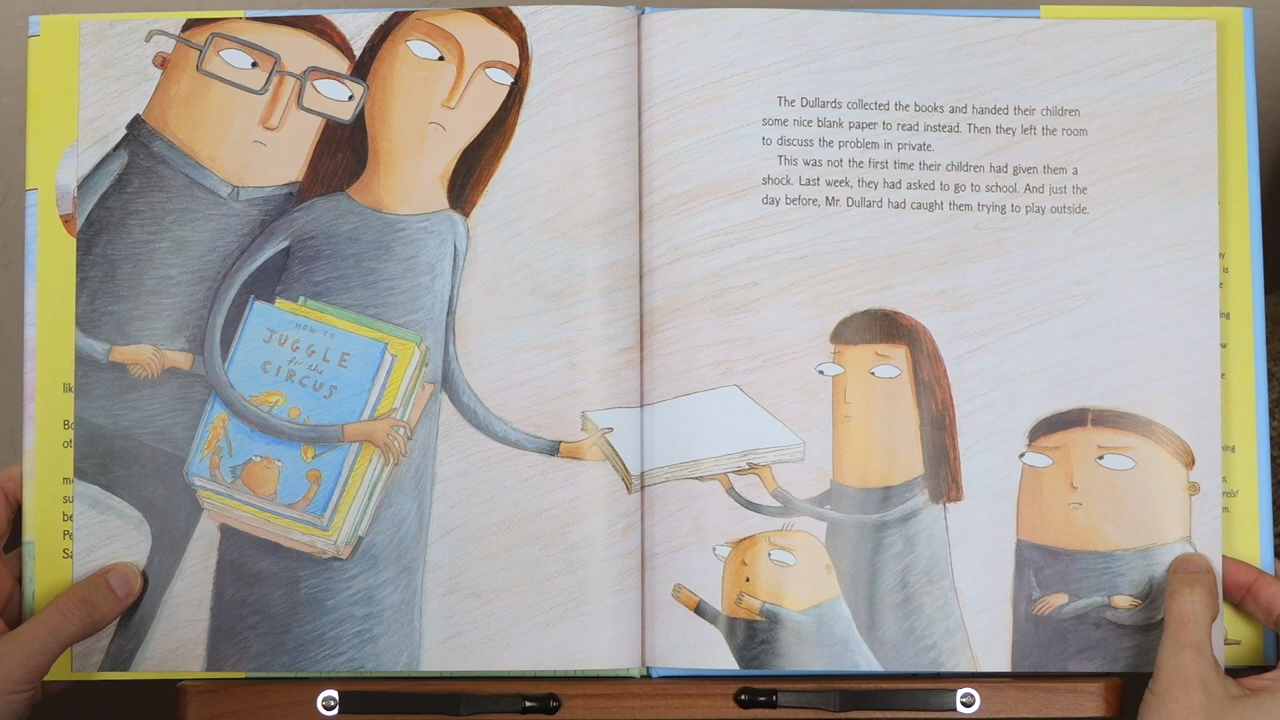 HOW TO
JUGGLE
for the
CIRCUS
The Dullards collected the books and handed their children
some nice blank paper to read instead. Then they left the room
to discuss the problem in private.
This was not the first time their children had given them a
shock. Last week, they had asked to go to school. And just the
day before, Mr. Dullard had caught them trying to play outside.